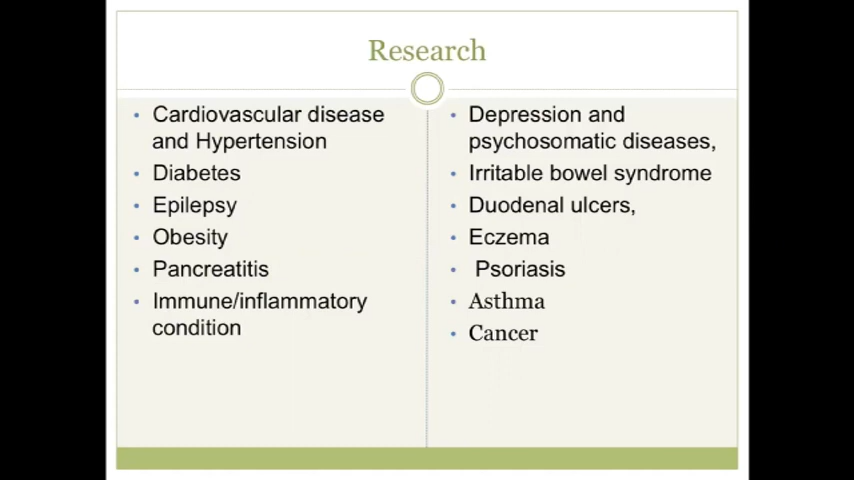 Research
Cardiovascular disease
and Hypertension
Diabetes
Epilepsy
Obesity
Pancreatitis
Immune/inflammatory
condition
Depression and
psychosomatic diseases,
Irritable bowel syndrome
Duodenal ulcers,
Eczema
Psoriasis
Asthma
Cancer